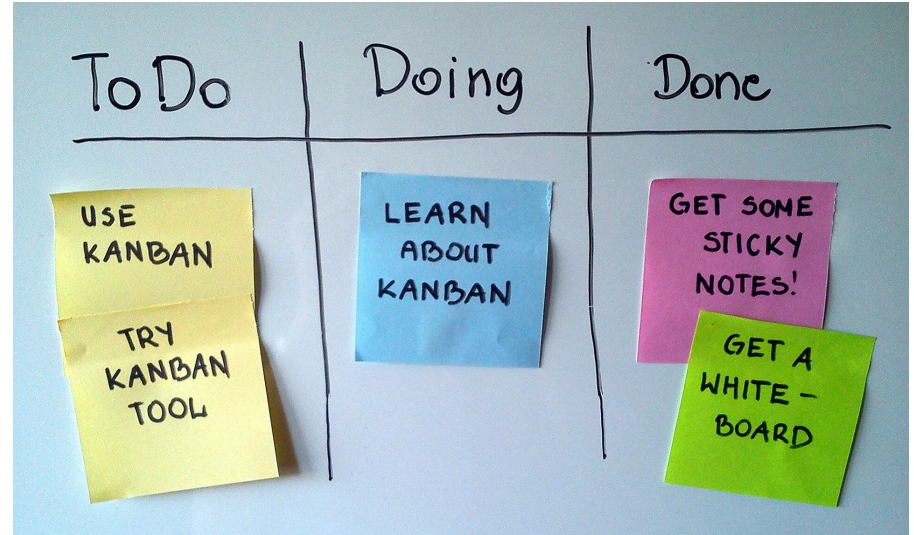 To Do
Doing
Done
USE
KANBAN
TRY
KANBAN
TOOL
LEARN
ABOUT
KANBAN
GET SOME
STICKY
NOTES!
GET A
WHITE-
BOARD